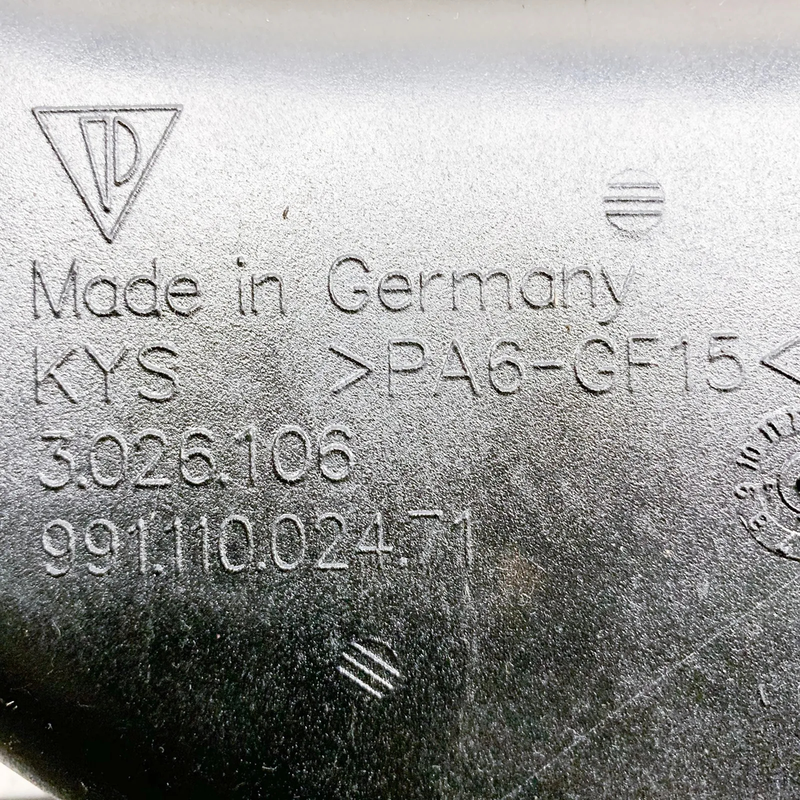 Made in Germany
KYS >PA6-GF15<
3.026.106
991.110.024.71